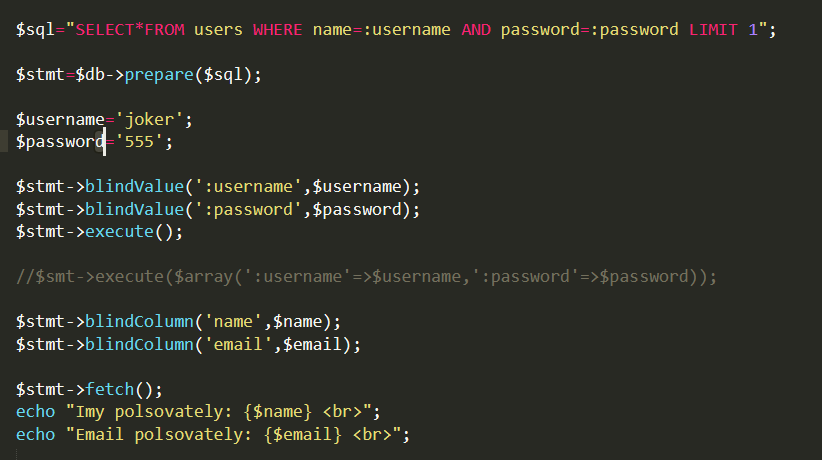 $sql="SELECT*FROM users WHERE name=:username AND password=:password LIMIT 1";
$stmt=$db->prepare($sql);
$username='joker';
$password='555';
$stmt->blindValue(':username',$username);
$stmt->blindValue(':password',$password);
$stmt->execute();
//$smt->execute($array(':username'=>$username,':password'=>$password));
$stmt->blindColumn('name',$name);
$stmt->blindColumn('email',$email);
$stmt->fetch();
echo "Imy polsovately: {$name} <br>";
echo "Email polsovately: {$email} <br>";